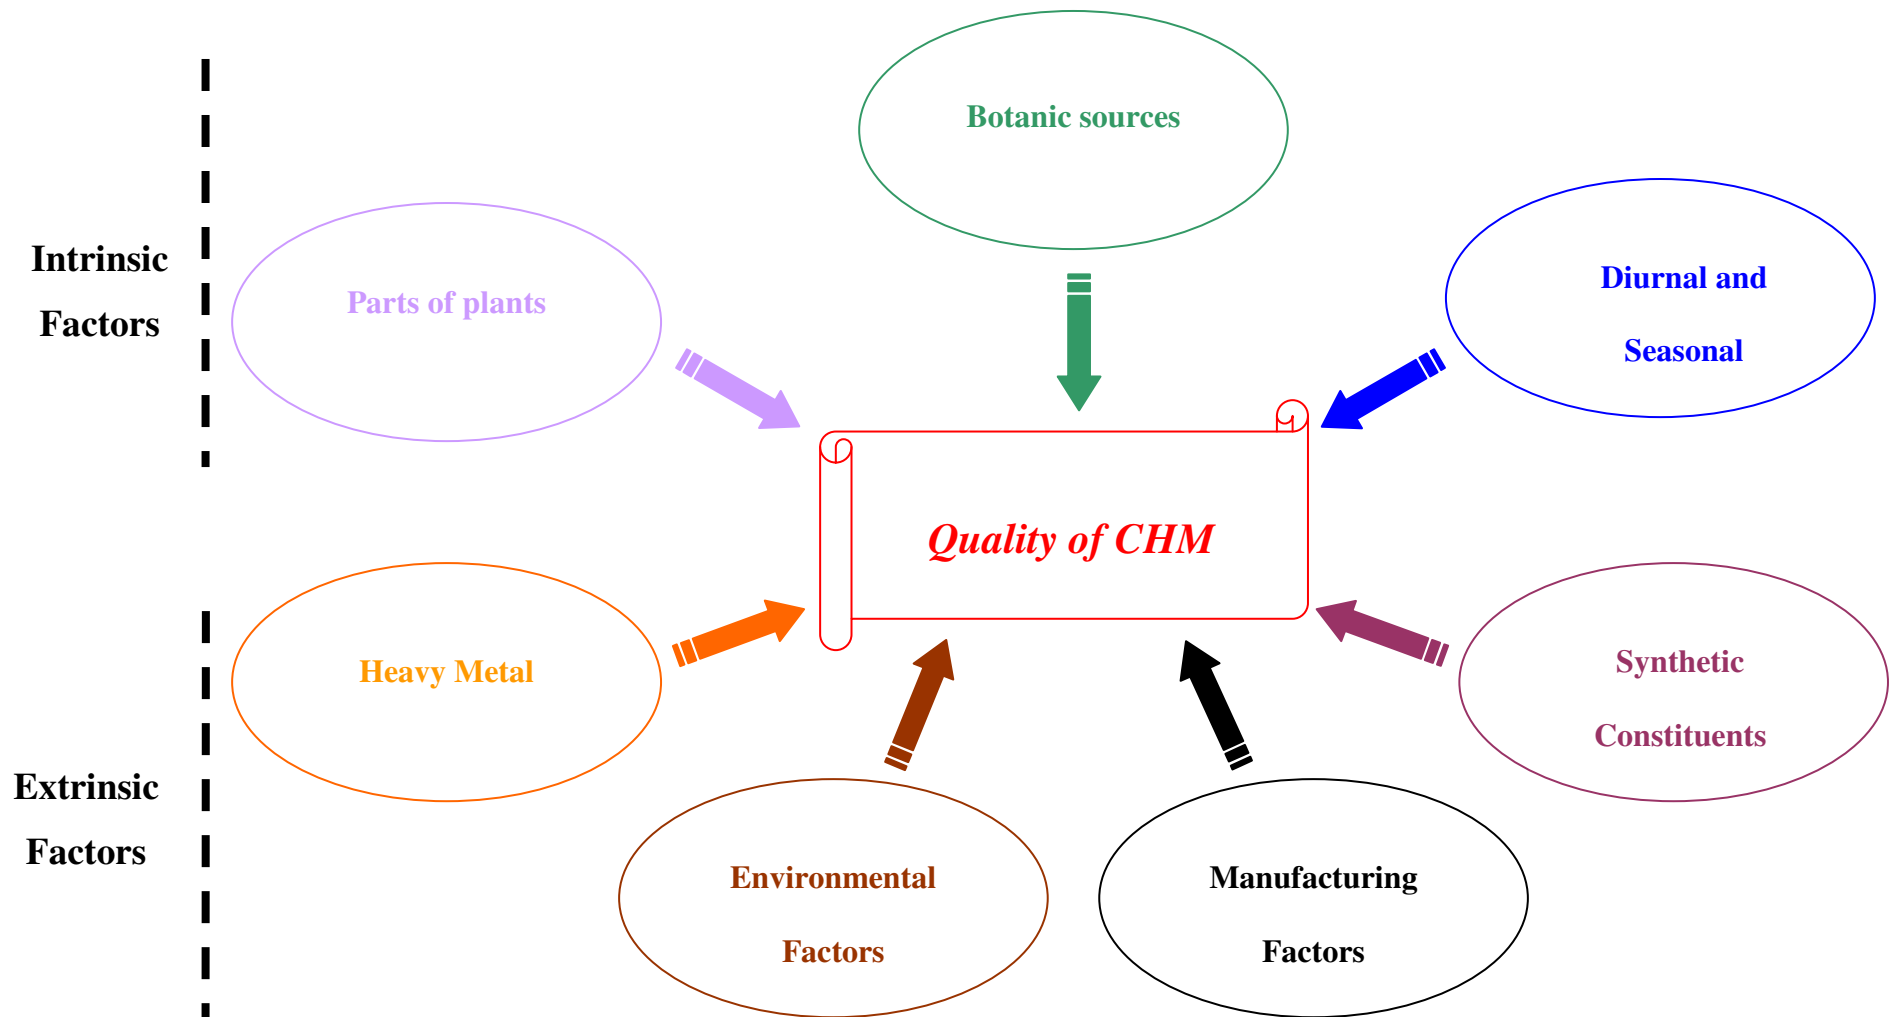 Botanic sources
Intrinsic
Factors
Parts of plants
Diurnal and
Seasonal
Quality of CHM
Extrinsic
Factors
Heavy Metal
Synthetic
Constituents
Environmental
Factors
Manufacturing
Factors